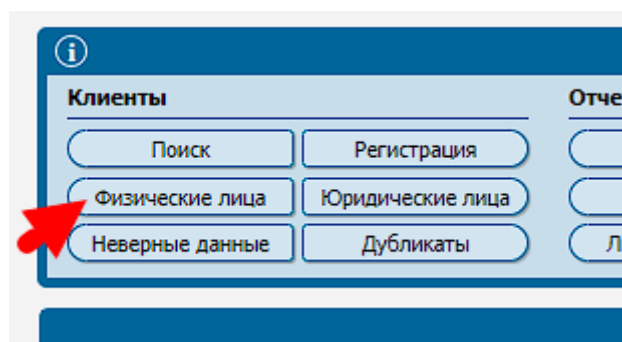 Клиенты
Поиск
Регистрация
Физические лица
Юридические лица
Неверные данные
Дубликаты